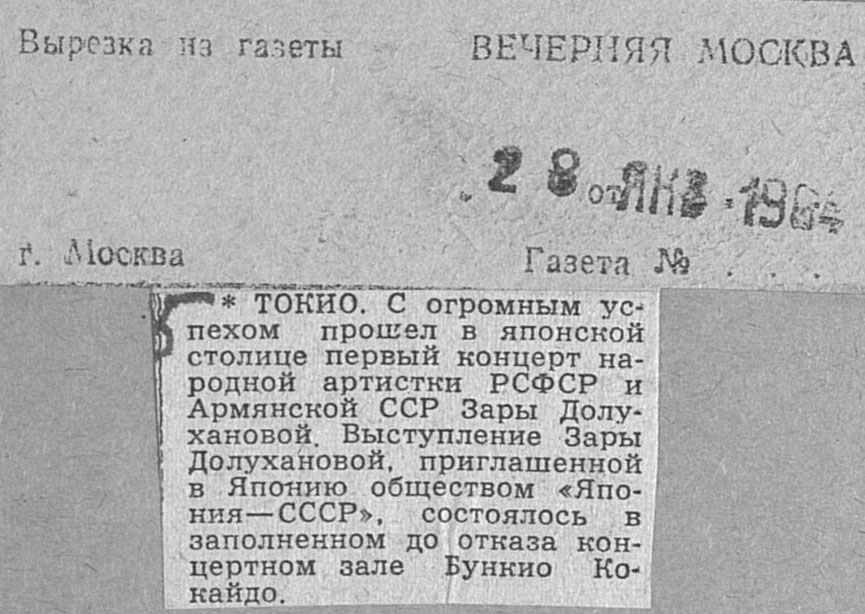 Вырезка из газеты ВЕЧЕРНЯЯ МОСКВА
. 28 от ЯНВ. 1964
г. Москва Газета № . . . .
* ТОКИО. С огромным ус-
пехом прошел в японской
столице первый концерт на-
родной артистки РСФСР и
Армянской ССР Зары Долу-
хановой. Выступление Зары
Долухановой, приглашенной
в Японию обществом «Япо-
ния—СССР», состоялось в
заполненном до отказа кон-
цертном зале Бункио Ко-
кайдо.